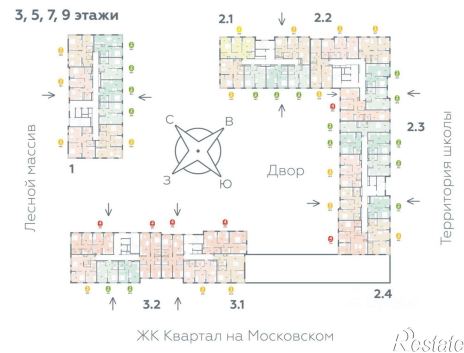 3, 5, 7, 9 этажи
2.1
2.2
С
В
З
Ю
Двор
2.3
1
Лесной массив
Территория школы
3.2
3.1
2.4
ЖК Квартал на Московском
Restate